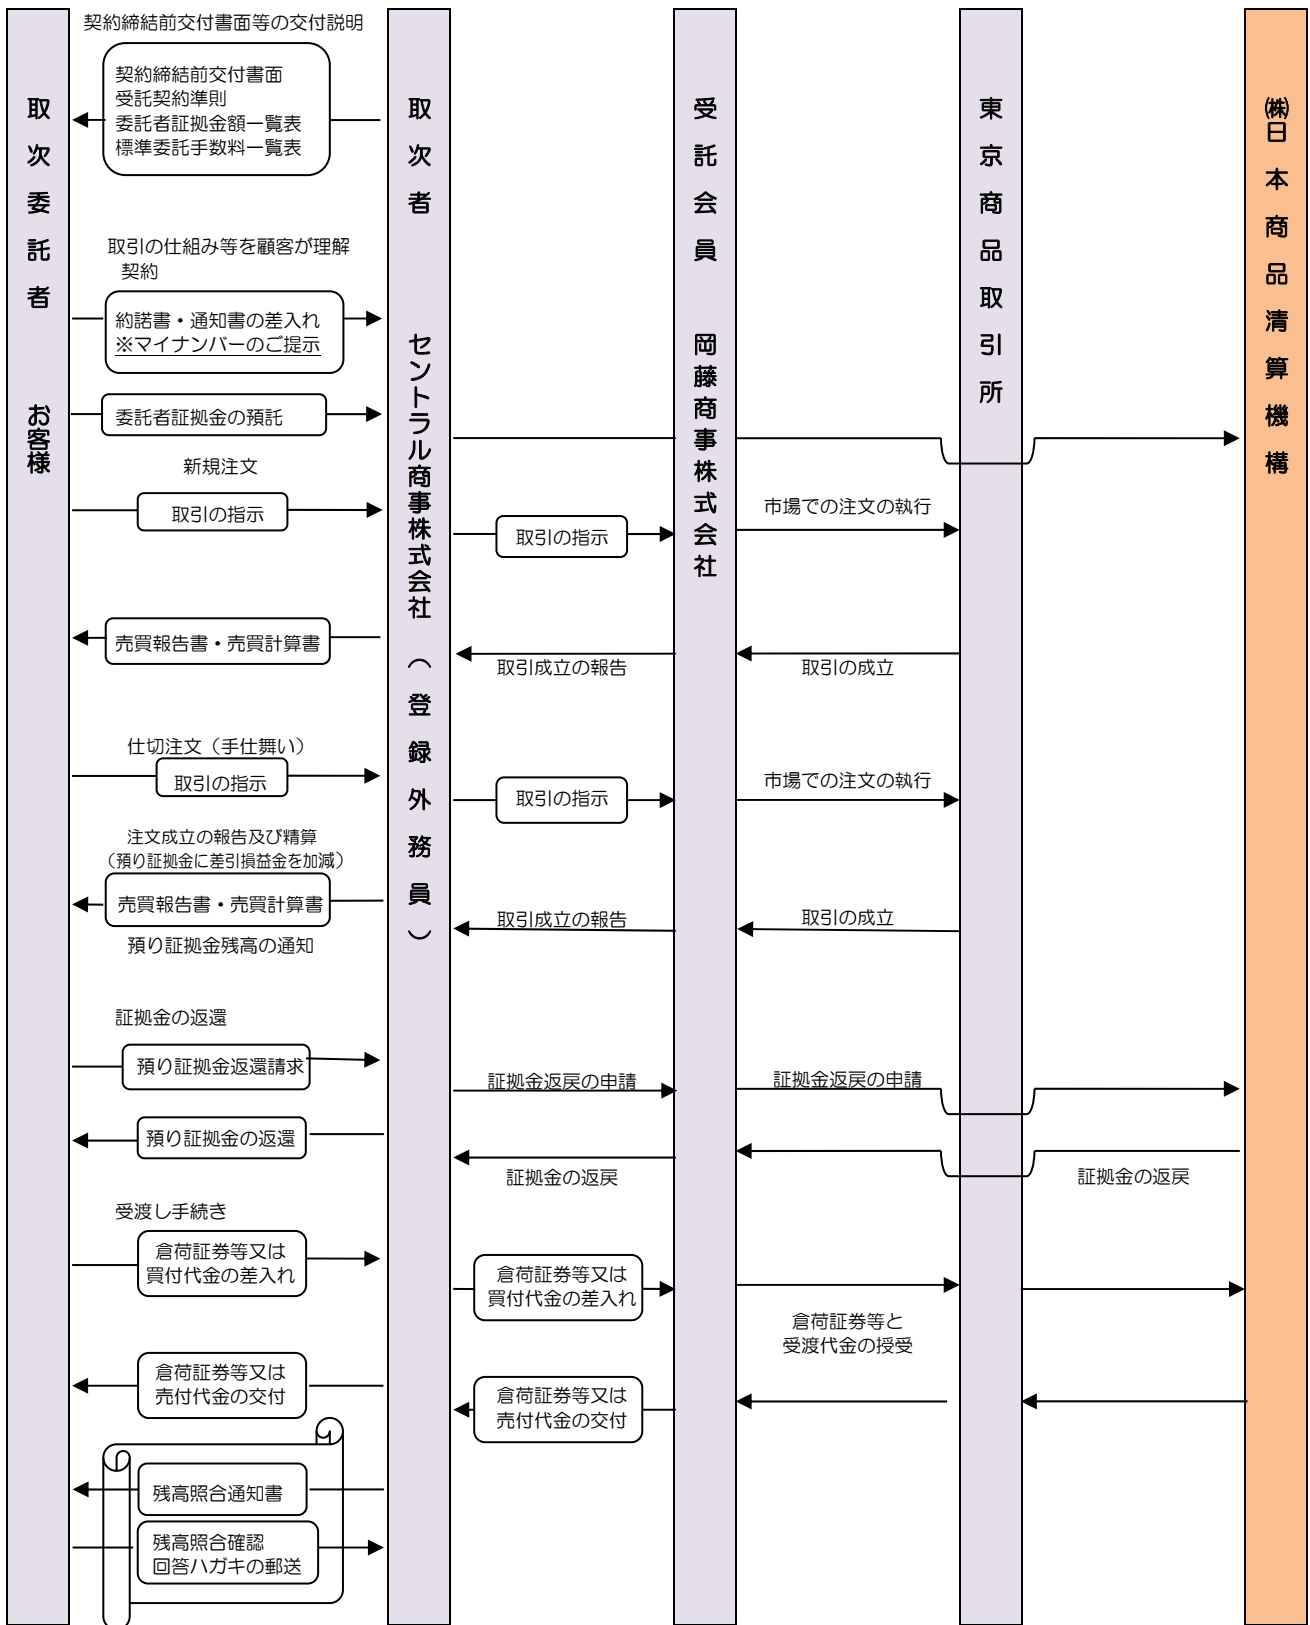 契約締結前交付書面等の交付説明
契約締結前交付書面
受託契約準則
委託者証拠金額一覧表
標準委託手数料一覧表
取次委託者　お客様
取次者　セントラル商事株式会社（登録外務員）
受託会員　岡藤商事株式会社
東京商品取引所
㈱日本商品清算機構
取引の仕組み等を顧客が理解
契約
約諾書・通知書の差入れ
※マイナンバーのご提示
委託者証拠金の預託
新規注文
取引の指示
取引の指示
市場での注文の執行
売買報告書・売買計算書
取引成立の報告
取引の成立
仕切注文（手仕舞い）
取引の指示
取引の指示
市場での注文の執行
注文成立の報告及び精算
（預り証拠金に差引損益金を加減）
売買報告書・売買計算書
取引成立の報告
取引の成立
預り証拠金残高の通知
証拠金の返還
預り証拠金返還請求
証拠金返戻の申請
証拠金返戻の申請
預り証拠金の返還
証拠金の返戻
証拠金の返戻
受渡し手続き
倉荷証券等又は
買付代金の差入れ
倉荷証券等又は
買付代金の差入れ
倉荷証券等と
受渡代金の授受
倉荷証券等又は
売付代金の交付
倉荷証券等又は
売付代金の交付
残高照合通知書
残高照合確認
回答ハガキの郵送